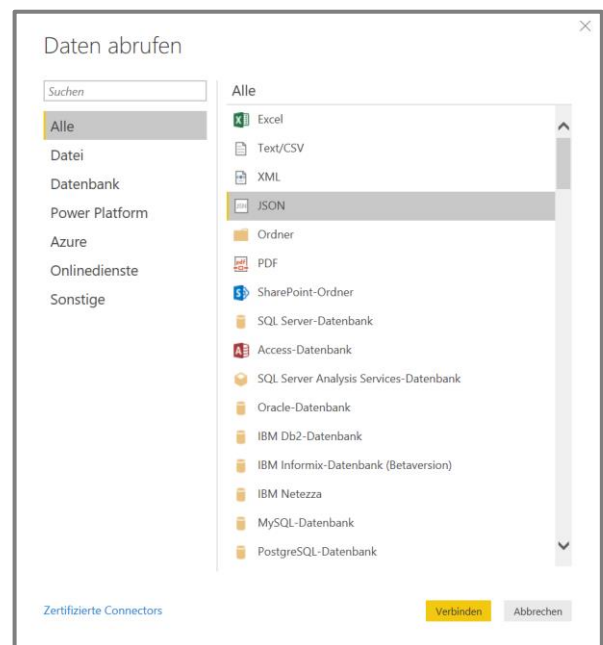 Daten abrufen
Suchen
Alle
Datei
Datenbank
Power Platform
Azure
Onlinedienste
Sonstige
Alle
Excel
Text/CSV
XML
JSON
Ordner
PDF
SharePoint-Ordner
SQL Server-Datenbank
Access-Datenbank
SQL Server Analysis Services-Datenbank
Oracle-Datenbank
IBM Db2-Datenbank
IBM Informix-Datenbank (Betaversion)
IBM Netezza
MySQL-Datenbank
PostgreSQL-Datenbank
Zertifizierte Connectors
Verbinden
Abbrechen